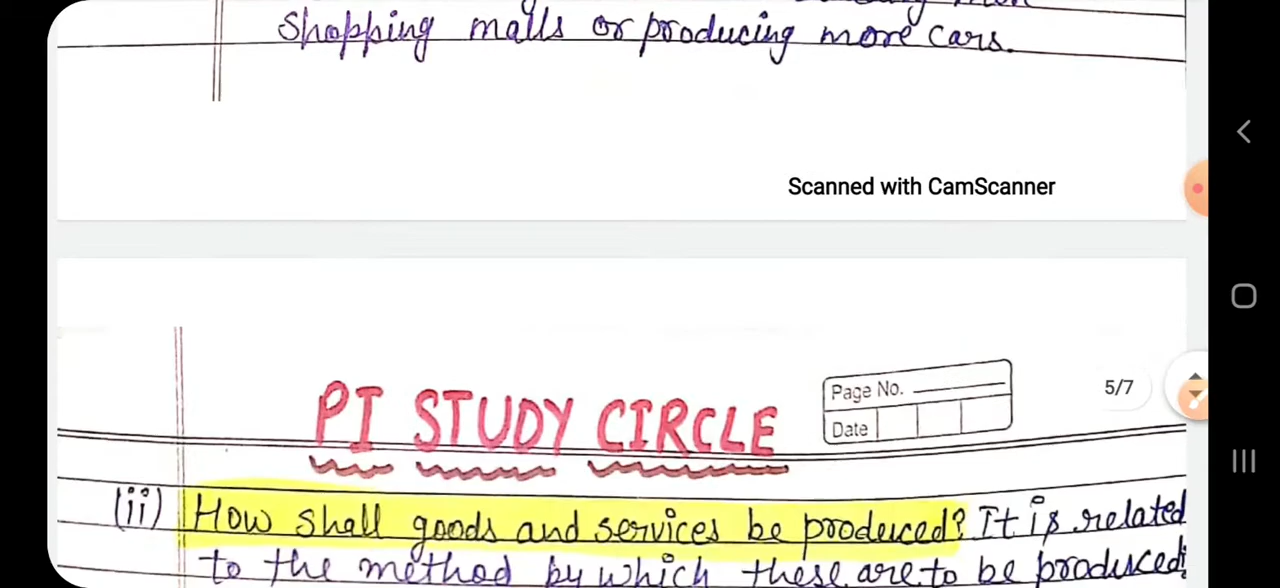 shopping malls or producing more cars.
Scanned with CamScanner
Page No.
5/7
PI STUDY CIRCLE
Date
(ii) How shall goods and services be produced? It is related
to the method by which these are to be produced;